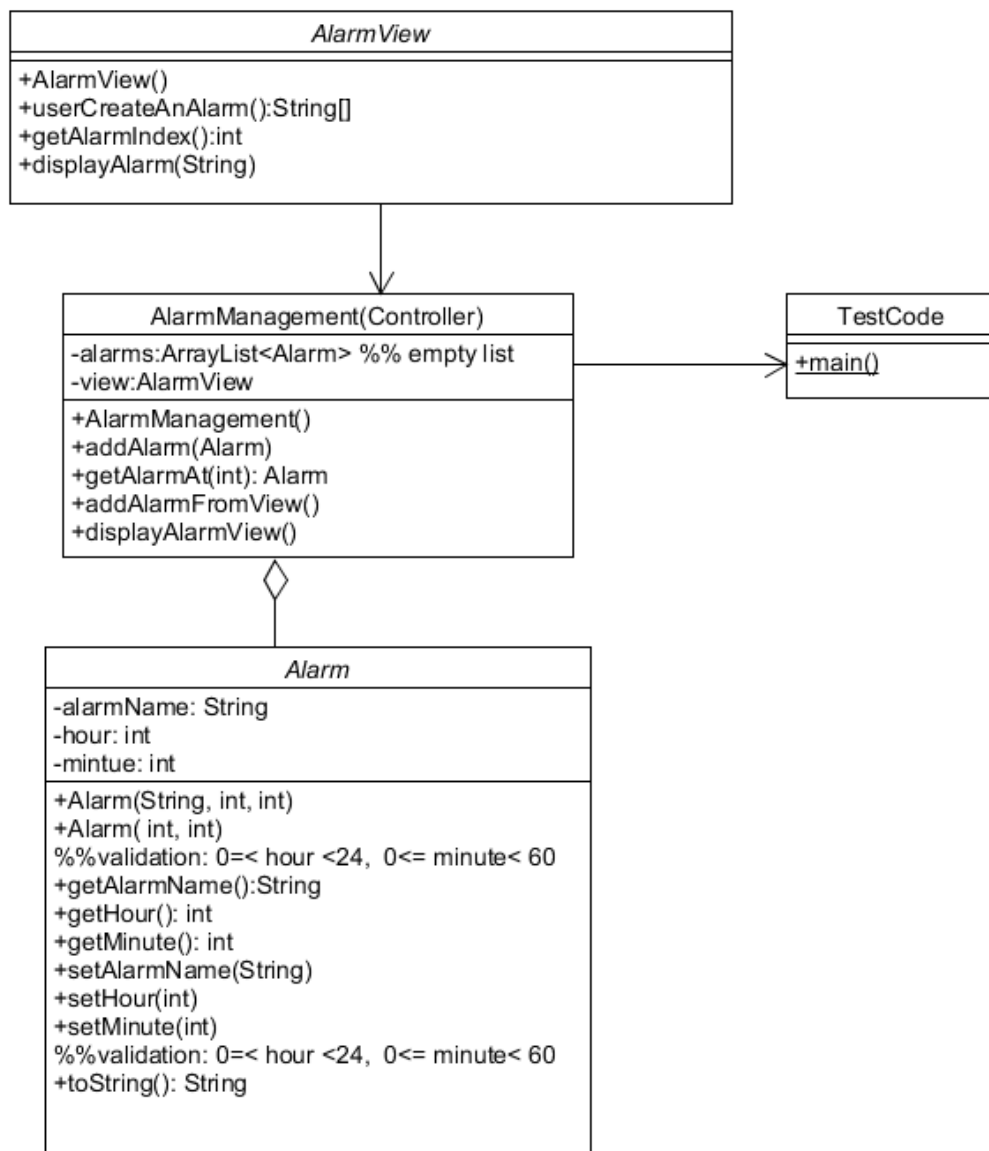 AlarmView
+AlarmView()
+userCreateAnAlarm():String[]
+getAlarmIndex():int
+displayAlarm(String)
AlarmManagement(Controller)
-alarms:ArrayList<Alarm> %% empty list
-view:AlarmView
+AlarmManagement()
+addAlarm(Alarm)
+getAlarmAt(int): Alarm
+addAlarmFromView()
+displayAlarmView()
TestCode
+main()
Alarm
-alarmName: String
-hour: int
-mintue: int
+Alarm(String, int, int)
+Alarm( int, int)
%%validation: 0=< hour <24,  0<= minute< 60
+getAlarmName():String
+getHour(): int
+getMinute(): int
+setAlarmName(String)
+setHour(int)
+setMinute(int)
%%validation: 0=< hour <24,  0<= minute< 60
+toString(): String